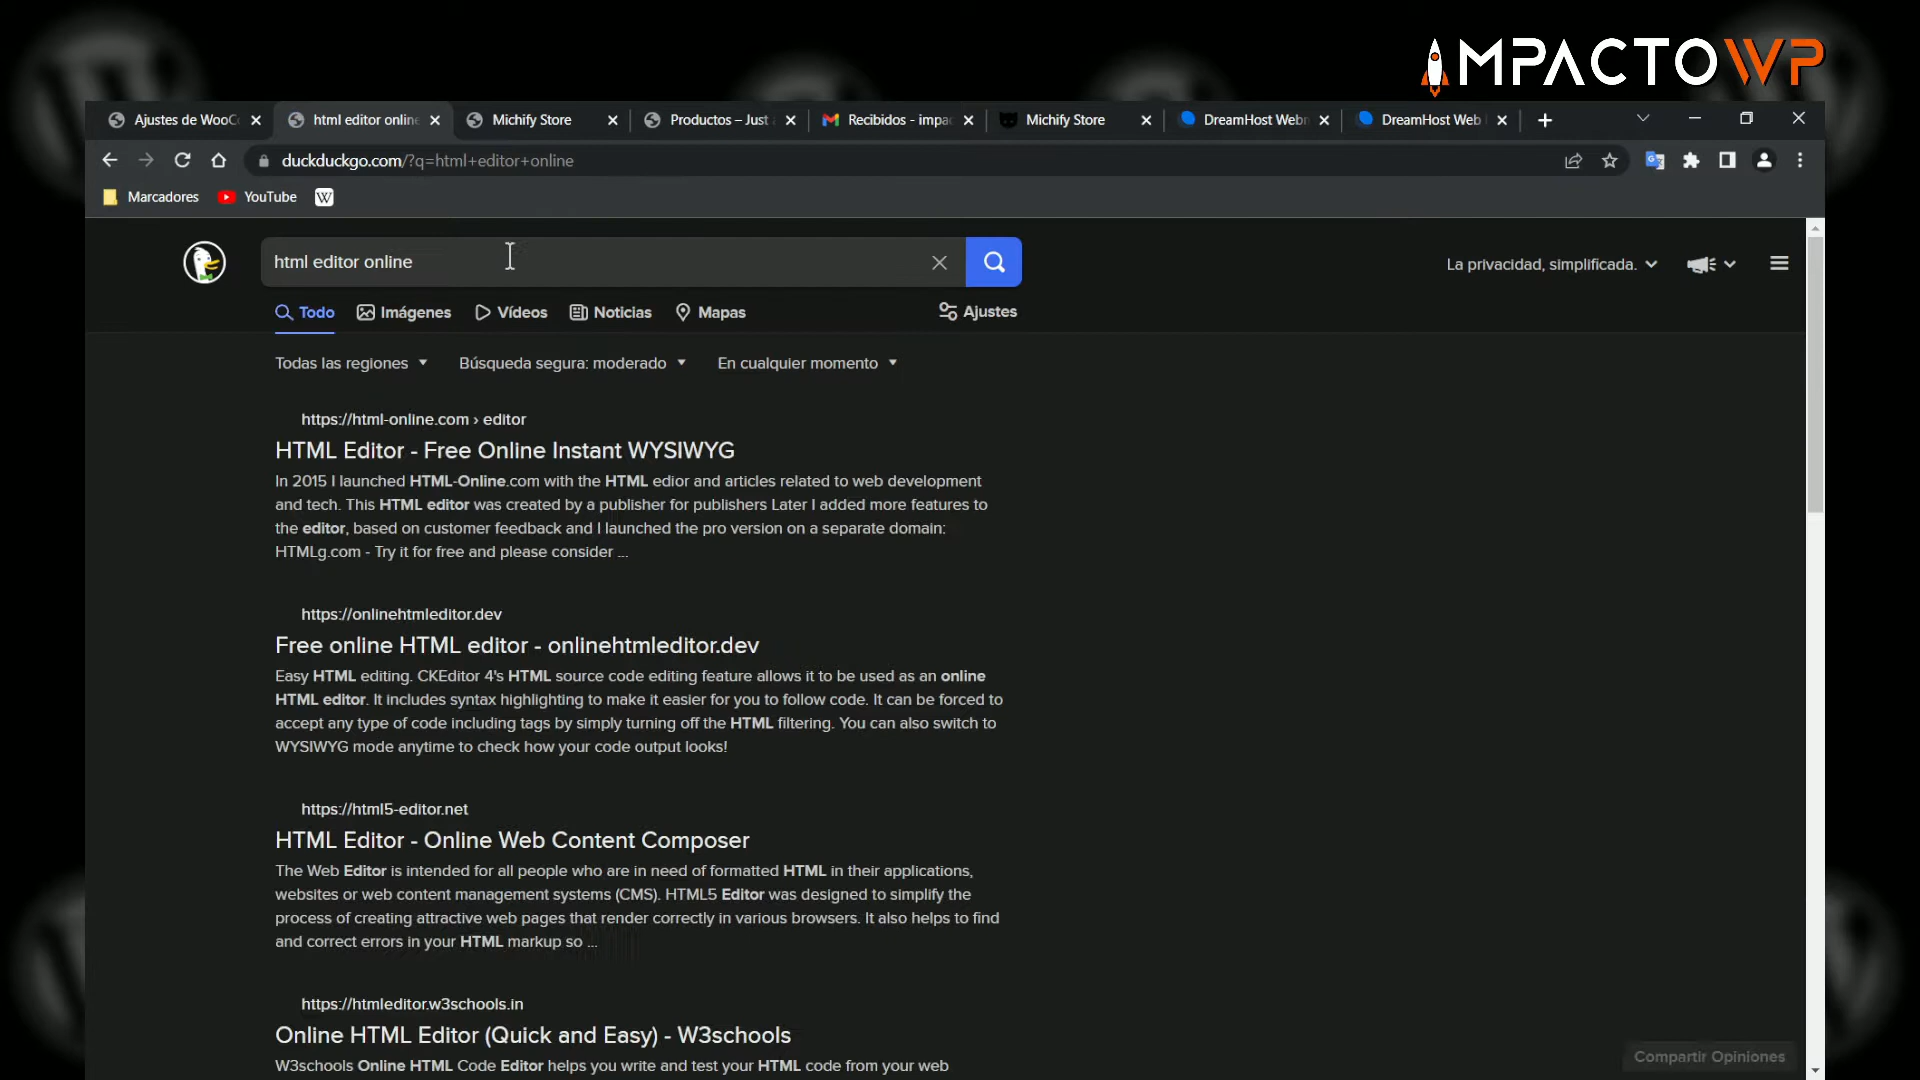 IMPACTOWP
Ajustes de WooC
html editor online
Michify Store
Productos – Just
Recibidos - impac
Michify Store
DreamHost Webm
DreamHost Web
duckduckgo.com/?q=html+editor+online
Marcadores
YouTube
W
html editor online
La privacidad, simplificada.
Todo
Imágenes
Vídeos
Noticias
Mapas
Ajustes
Todas las regiones
Búsqueda segura: moderado
En cualquier momento
https://html-online.com › editor
HTML Editor - Free Online Instant WYSIWYG
In 2015 I launched HTML-Online.com with the HTML edior and articles related to web development
and tech. This HTML editor was created by a publisher for publishers Later I added more features to
the editor, based on customer feedback and I launched the pro version on a separate domain:
HTMLg.com - Try it for free and please consider ...
https://onlinehtmleditor.dev
Free online HTML editor - onlinehtmleditor.dev
Easy HTML editing. CKEditor 4's HTML source code editing feature allows it to be used as an online
HTML editor. It includes syntax highlighting to make it easier for you to follow code. It can be forced to
accept any type of code including tags by simply turning off the HTML filtering. You can also switch to
WYSIWYG mode anytime to check how your code output looks!
https://html5-editor.net
HTML Editor - Online Web Content Composer
The Web Editor is intended for all people who are in need of formatted HTML in their applications,
websites or web content management systems (CMS). HTML5 Editor was designed to simplify the
process of creating attractive web pages that render correctly in various browsers. It also helps to find
and correct errors in your HTML markup so ...
https://htmleditor.w3schools.in
Online HTML Editor (Quick and Easy) - W3schools
W3schools Online HTML Code Editor helps you write and test your HTML code from your web
Compartir Opiniones